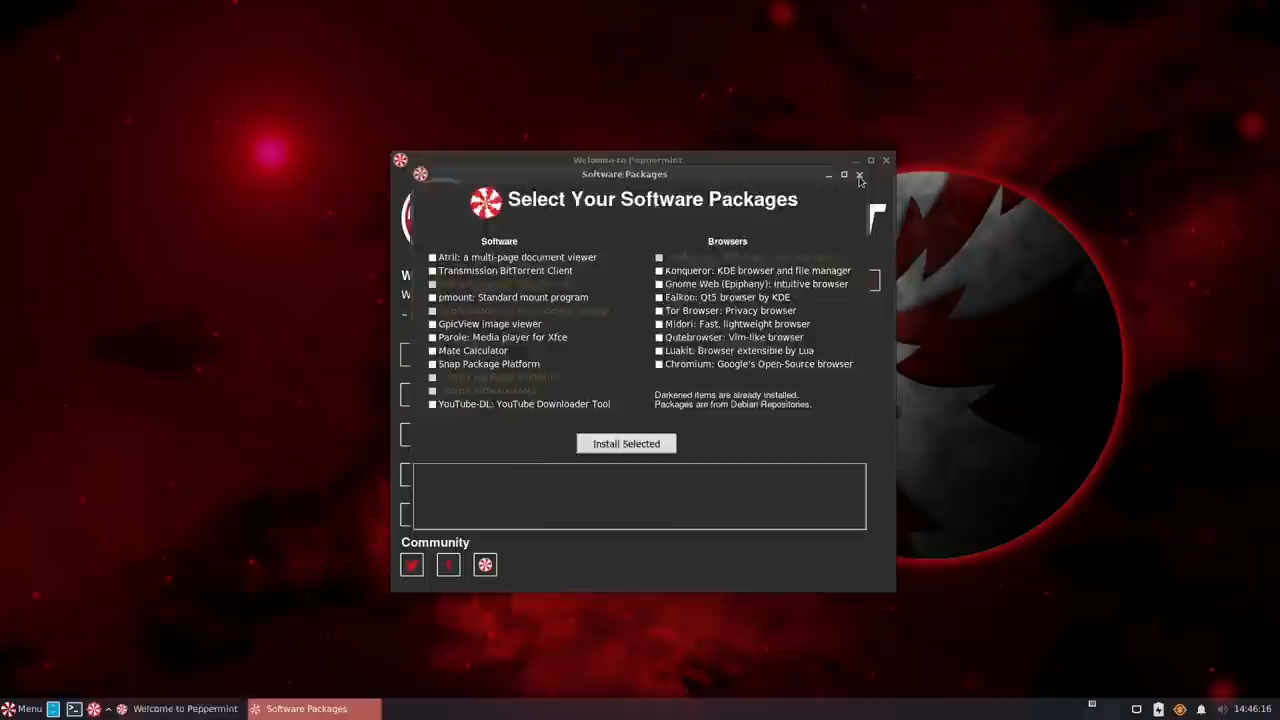 Welcome to Peppermint
Software Packages
Select Your Software Packages
Software
Browsers
Atril: a multi-page document viewer
Transmission BitTorrent Client
Konqueror: KDE browser and file manager
Gnome Web (Epiphany): Intuitive browser
pmount: Standard mount program
Falkon: Qt5 browser by KDE
Tor Browser: Privacy browser
GpicView image viewer
Midori: Fast, lightweight browser
Parole: Media player for Xfce
Qutebrowser: Vim-like browser
Mate Calculator
Luakit: Browser extensible by Lua
Snap Package Platform
Chromium: Google's Open-Source browser
YouTube-DL: YouTube Downloader Tool
Darkened items are already installed.
Packages are from Debian Repositories.
Install Selected
Community
Menu
Welcome to Peppermint
Software Packages
14:46:16